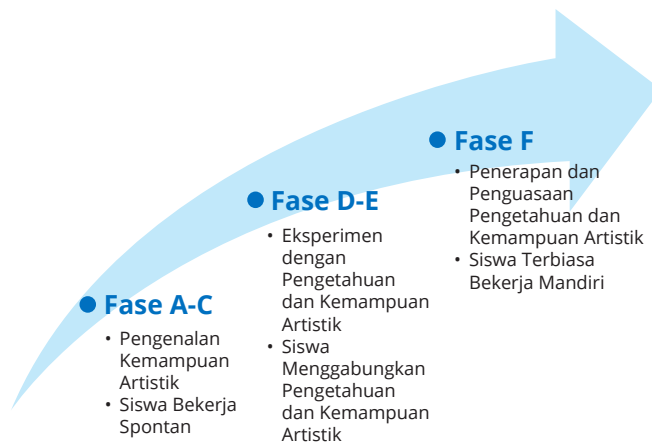 Fase A-C
• Pengenalan
Kemampuan
Artistik
• Siswa Bekerja
Spontan
Fase D-E
• Eksperimen
dengan
Pengetahuan
dan Kemampuan
Artistik
• Siswa
Menggabungkan
Pengetahuan
dan Kemampuan
Artistik
Fase F
• Penerapan dan
Penguasaan
Pengetahuan dan
Kemampuan Artistik
• Siswa Terbiasa
Bekerja Mandiri